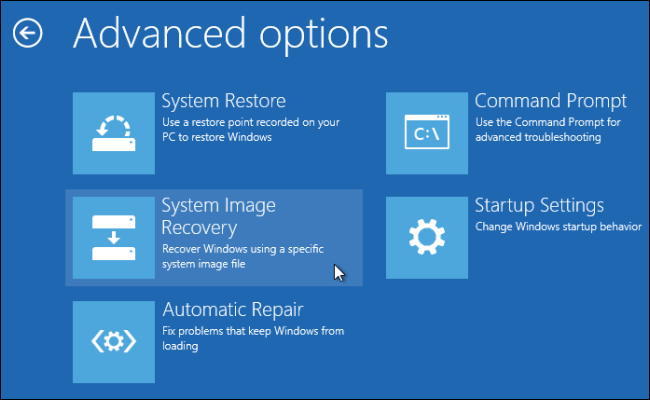 Advanced options
System Restore
Use a restore point recorded on your
PC to restore Windows
Command Prompt
Use the Command Prompt for
advanced troubleshooting
C:\
System Image
Recovery
Recover Windows using a specific
system image file
Startup Settings
Change Windows startup behavior
Automatic Repair
Fix problems that keep Windows from
loading